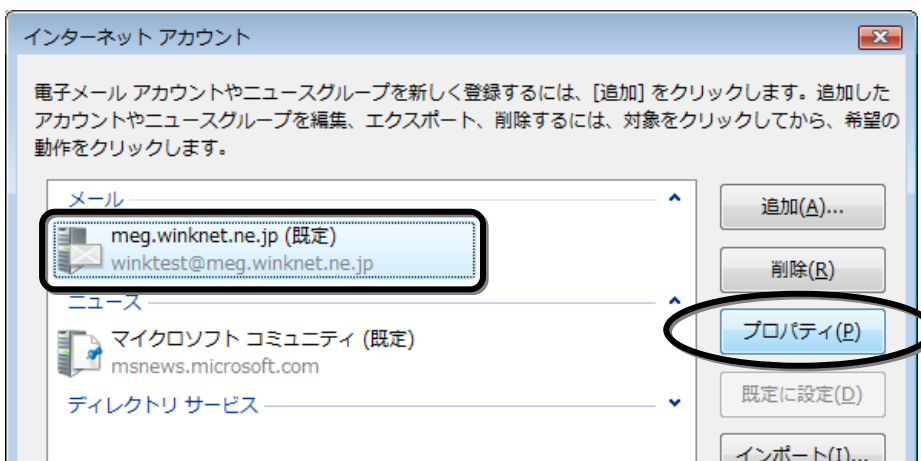 インターネット アカウント
電子メール アカウントやニュースグループを新しく登録するには、[追加] をクリックします。追加した
アカウントやニュースグループを編集、エクスポート、削除するには、対象をクリックしてから、希望の
動作をクリックします。
メール
meg.winknet.ne.jp (既定)
winktest@meg.winknet.ne.jp
ニュース
マイクロソフト コミュニティ (既定)
msnews.microsoft.com
ディレクトリ サービス
追加(A)...
削除(R)
プロパティ(P)
既定に設定(D)
インポート(I)...